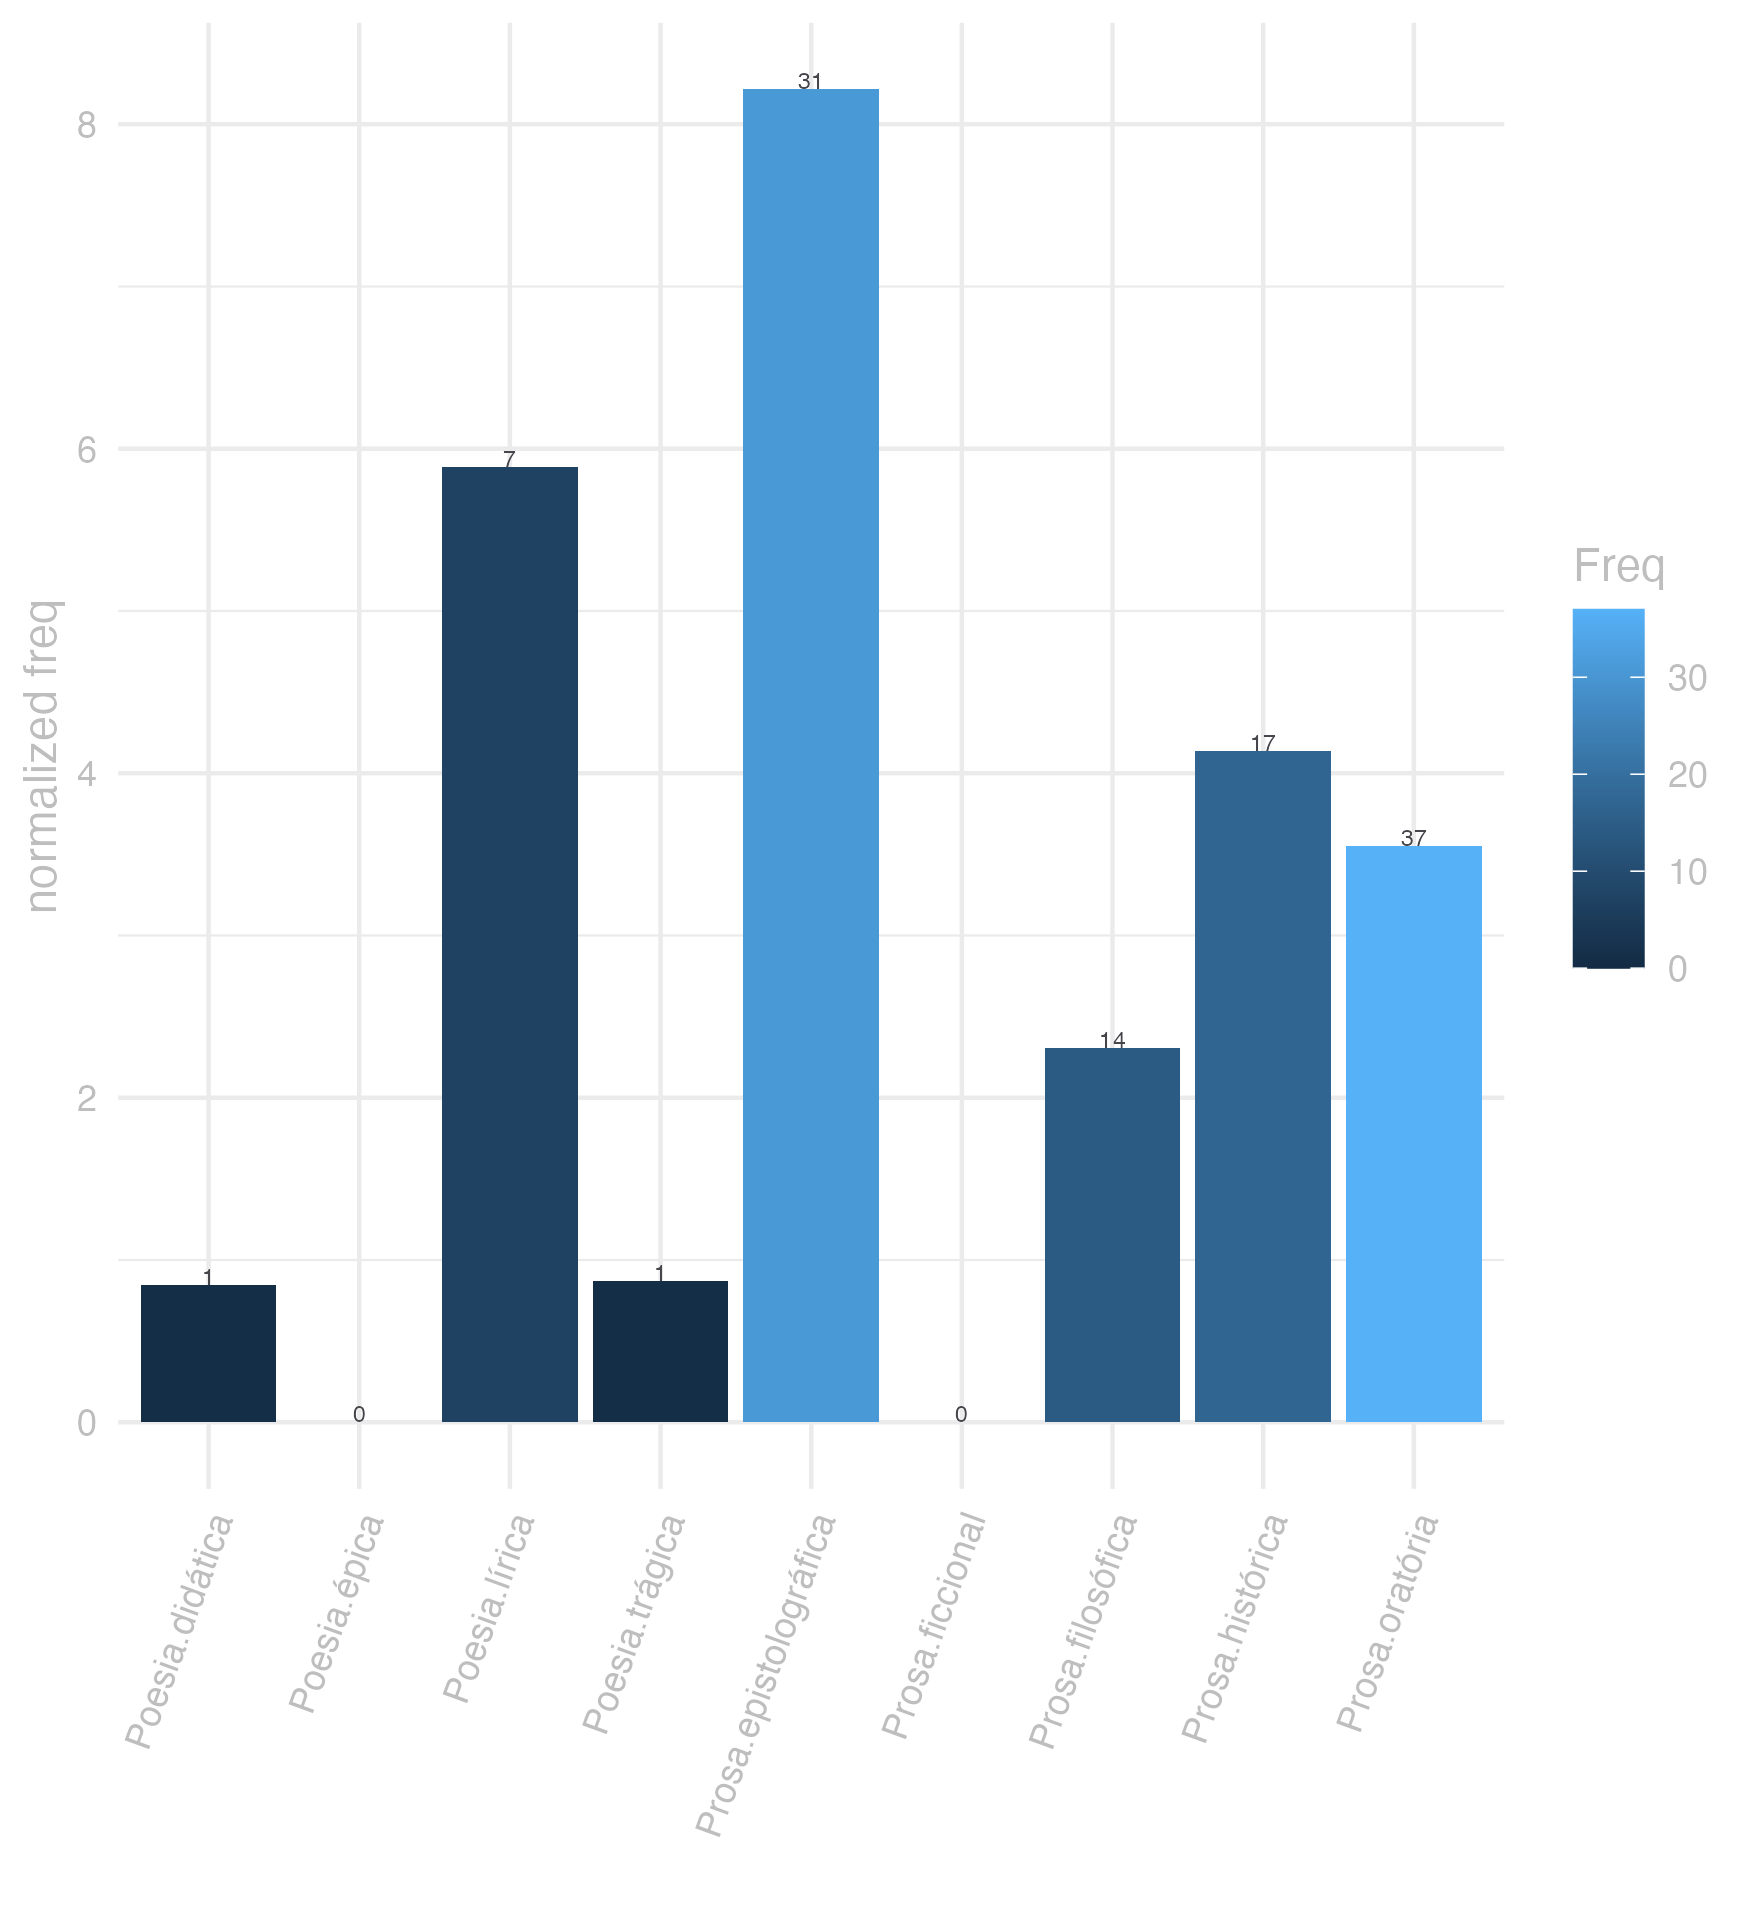 normalized freq
8
6
4
2
0
1
0
7
1
31
0
14
17
37
Poesia.didática
Poesia.épica
Poesia.lírica
Poesia.trágica
Prosa.epistolográfica
Prosa.ficcional
Prosa.filosófica
Prosa.histórica
Prosa.oratória
Freq
30
20
10
0